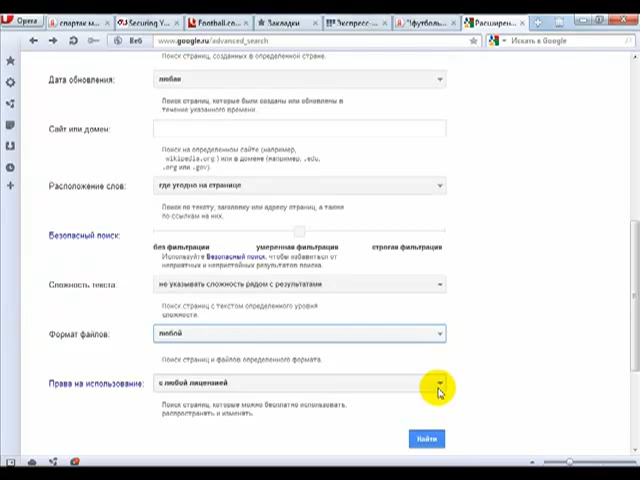 Opera
спартак м...
Securing Y...
Football.co...
Закладки
Экспресс-...
"футболь...
Расширен...
Веб
www.google.ru/advanced_search
Искать в Google
Поиск страниц, созданных в определенной стране.
Дата обновления:
любая
Поиск страниц, которые были созданы или обновлены в
течение указанного времени.
Сайт или домен:
Поиск на определенном сайте (например,
wikipedia.org ) или в домене (например, .edu,
.org или .gov).
Расположение слов:
где угодно на странице
Поиск по тексту, заголовку или адресу страниц, а также
по ссылкам на них.
Безопасный поиск:
без фильтрации
умеренная фильтрация
строгая фильтрация
Используйте Безопасный поиск, чтобы избавиться от
неприятных и непристойных результатов поиска.
Сложность текста:
не указывать сложность рядом с результатами
Поиск страниц с текстом определенного уровня
сложности.
Формат файлов:
любой
Поиск страниц и файлов определенного формата.
Права на использование:
с любой лицензией
Поиск страниц, которые можно бесплатно использовать,
распространять и изменять.
Найти